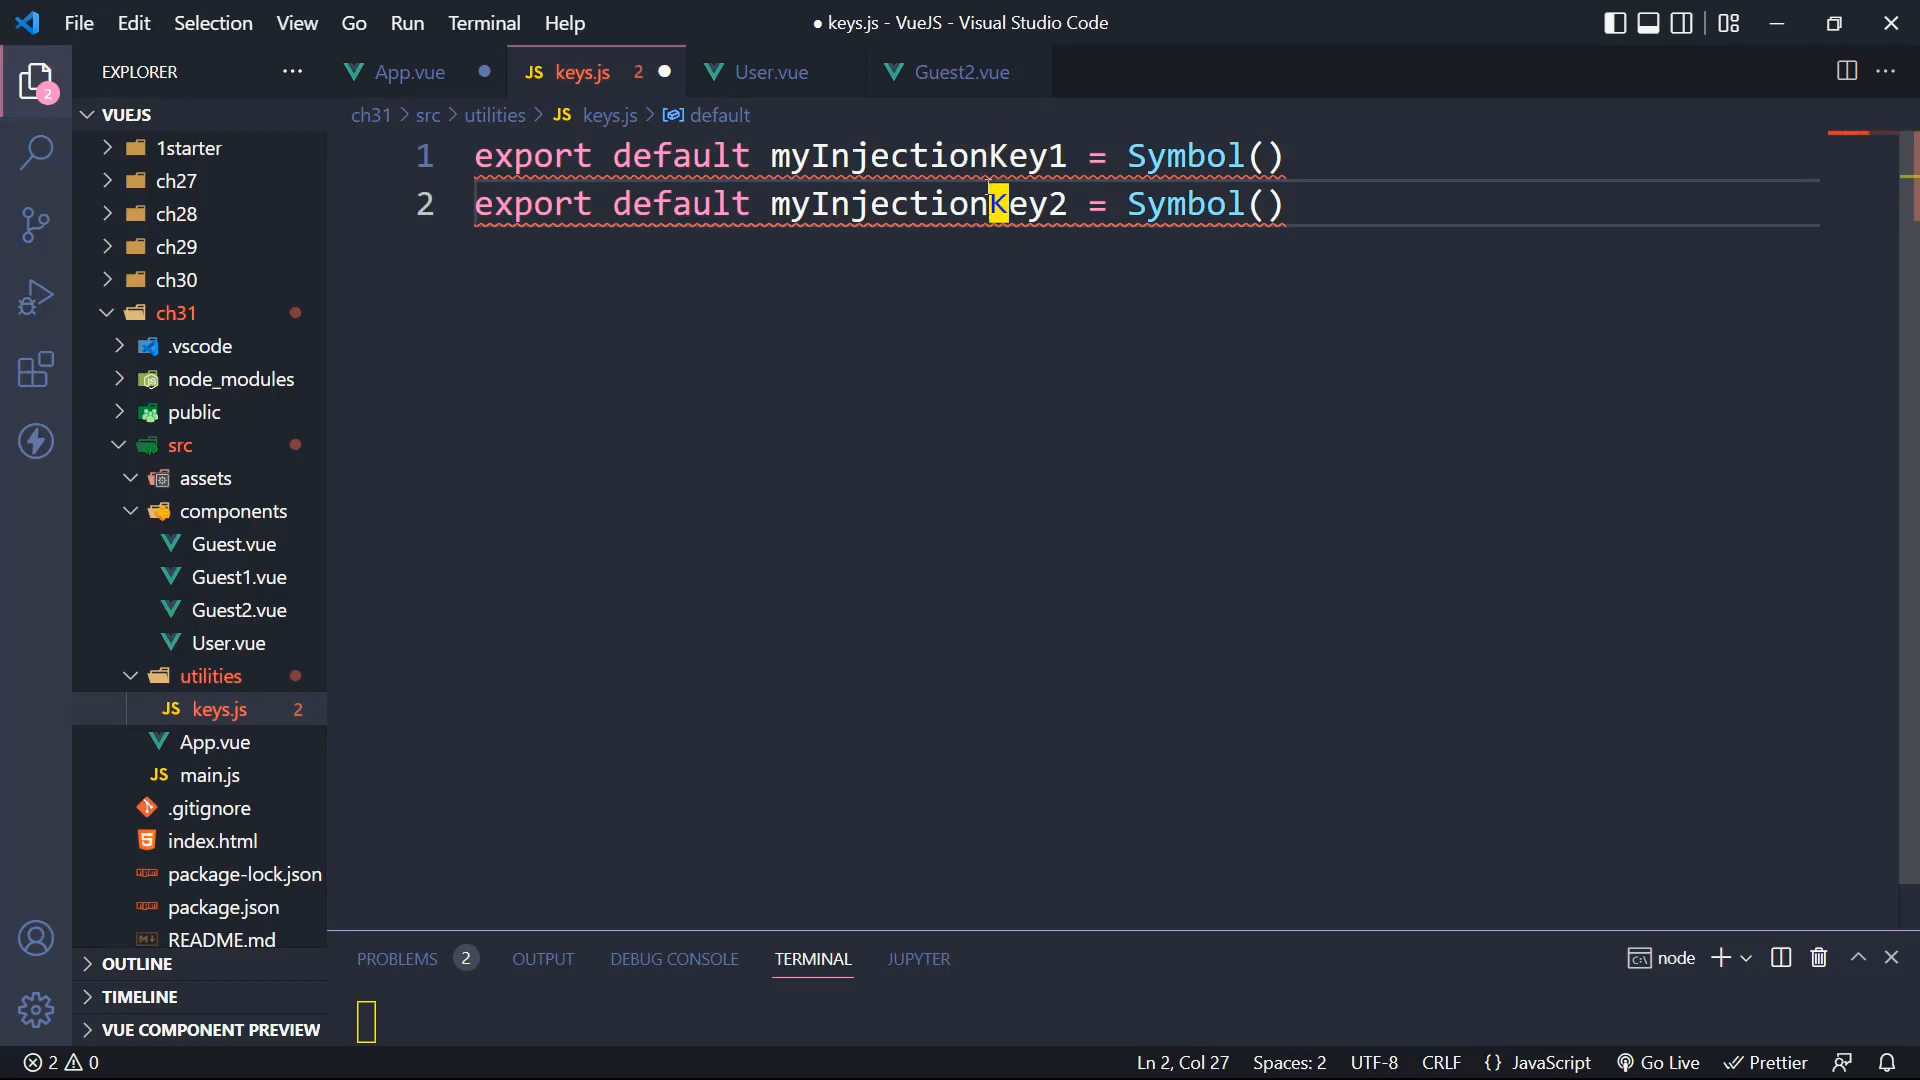 File Edit Selection View Go Run Terminal Help
● keys.js - VueJS - Visual Studio Code
EXPLORER ···
App.vue
JS keys.js 2
User.vue
Guest2.vue
2
VUEJS
1starter
ch27
ch28
ch29
ch30
ch31
.vscode
node_modules
public
src
assets
components
Guest.vue
Guest1.vue
Guest2.vue
User.vue
utilities
JS keys.js 2
App.vue
JS main.js
.gitignore
index.html
package-lock.json
package.json
README.md
OUTLINE
TIMELINE
VUE COMPONENT PREVIEW
ch31 > src > utilities > JS keys.js > default
1 export default myInjectionKey1 = Symbol()
2 export default myInjectionKey2 = Symbol()
PROBLEMS 2 OUTPUT DEBUG CONSOLE TERMINAL JUPYTER
node
2 0
Ln 2, Col 27 Spaces: 2 UTF-8 CRLF {} JavaScript Go Live Prettier